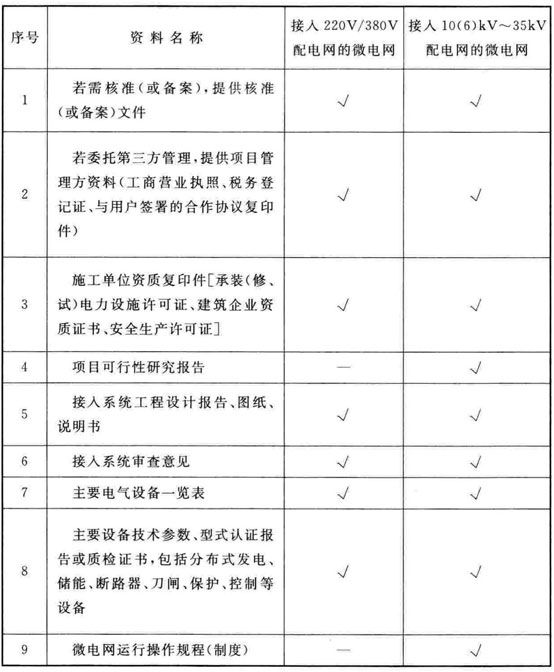 序号
资料名称
接入220V/380V
配电网的微电网
接入10(6)kV～35kV
配电网的微电网
1
若需核准(或备案),提供核准
(或备案)文件
√
√
2
若委托第三方管理,提供项目管
理方资料(工商营业执照、税务登
记证、与用户签署的合作协议复印
件)
√
√
3
施工单位资质复印件[承装(修、
试)电力设施许可证、建筑企业资
质证书、安全生产许可证]
√
√
4
项目可行性研究报告
—
√
5
接入系统工程设计报告、图纸、
说明书
√
√
6
接入系统审查意见
√
√
7
主要电气设备一览表
√
√
8
主要设备技术参数、型式认证报
告或质检证书,包括分布式发电、
储能、断路器、刀闸、保护、控制等
设备
√
√
9
微电网运行操作规程(制度)
—
√